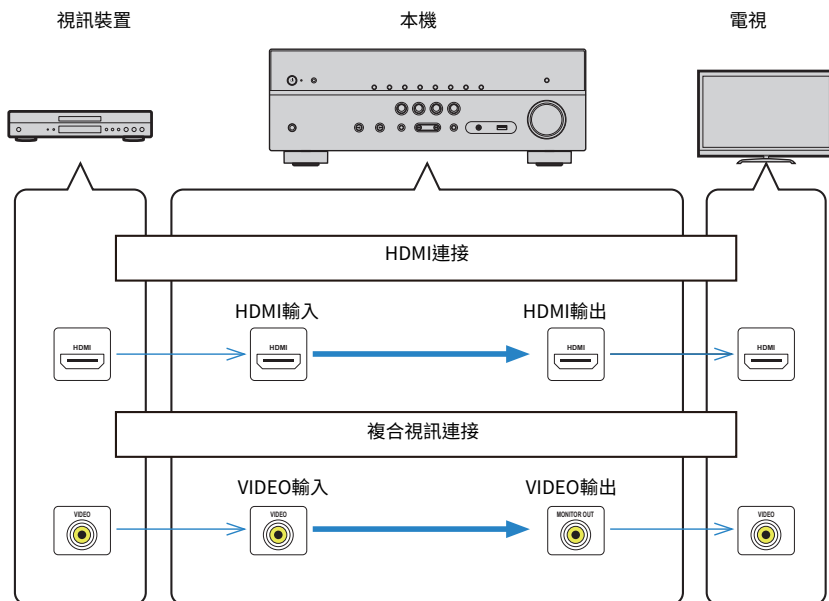 視訊裝置
本機
電視
HDMI連接
HDMI輸入
HDMI輸出
HDMI
HDMI
HDMI
HDMI
複合視訊連接
VIDEO輸入
VIDEO輸出
VIDEO
VIDEO
MONITOR OUT
VIDEO